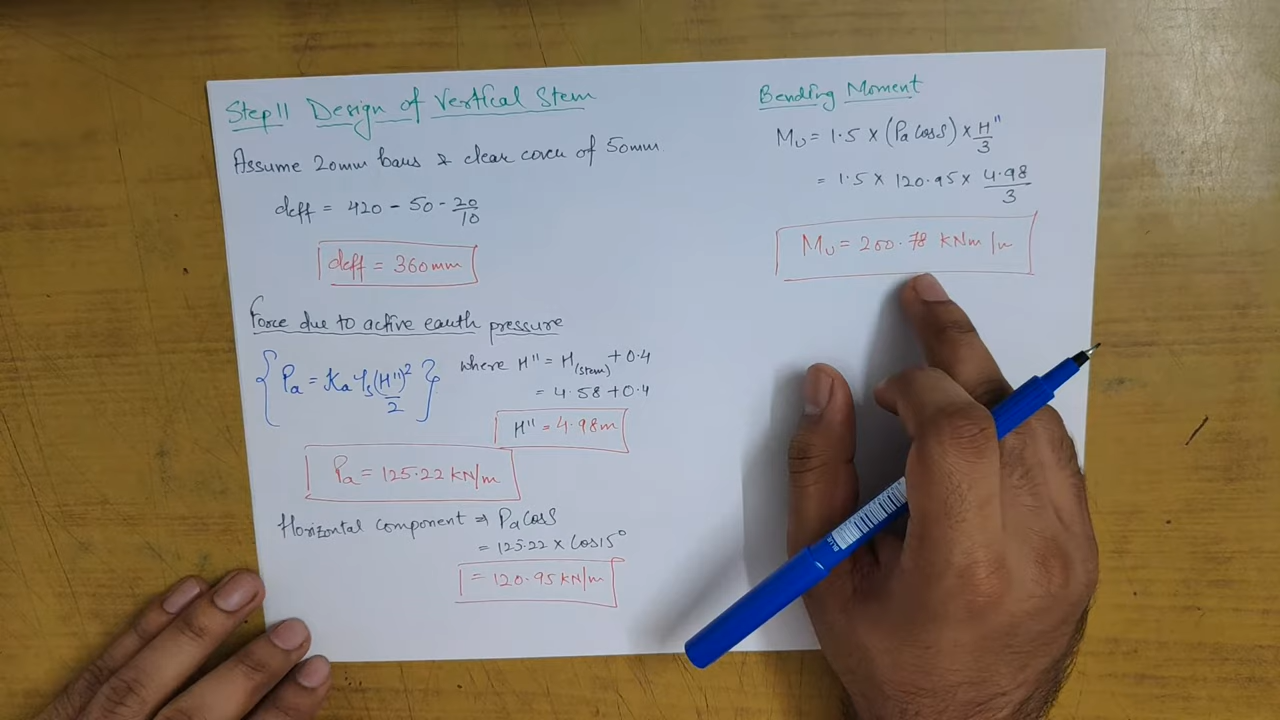 Step 11 Design of Vertical Stem
Assume 20mm bars & clear cover of 50mm
deff = 420 - 50 - 20/10
deff = 360mm
Force due to active earth pressure
{Pa = Ka γs (H")²/2}
where H" = H(stem) + 0.4
= 4.58 + 0.4
H" = 4.98m
Pa = 125.22 kN/m
Horizontal component ⇒ Pa cosδ
= 125.22 × Cos15°
= 120.95 kN/m
Bending Moment
Mu = 1.5 × (Pa cosδ) × H"/3
= 1.5 × 120.95 × 4.98/3
Mu = 200.78 kNm/m
BLUE